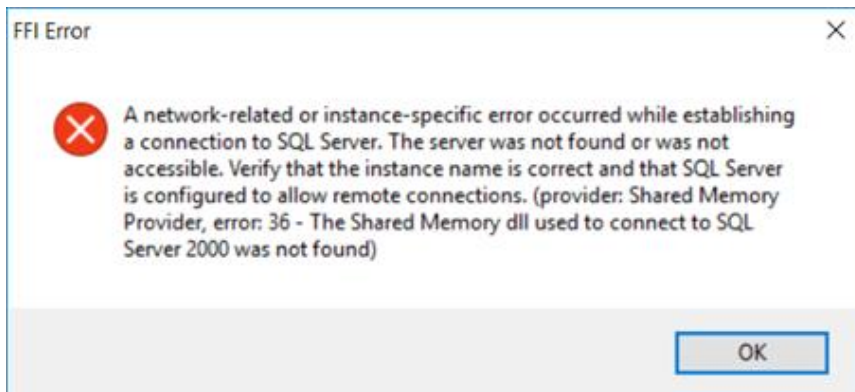 FFI Error
A network-related or instance-specific error occurred while establishing
a connection to SQL Server. The server was not found or was not
accessible. Verify that the instance name is correct and that SQL Server
is configured to allow remote connections. (provider: Shared Memory
Provider, error: 36 - The Shared Memory dll used to connect to SQL
Server 2000 was not found)
OK